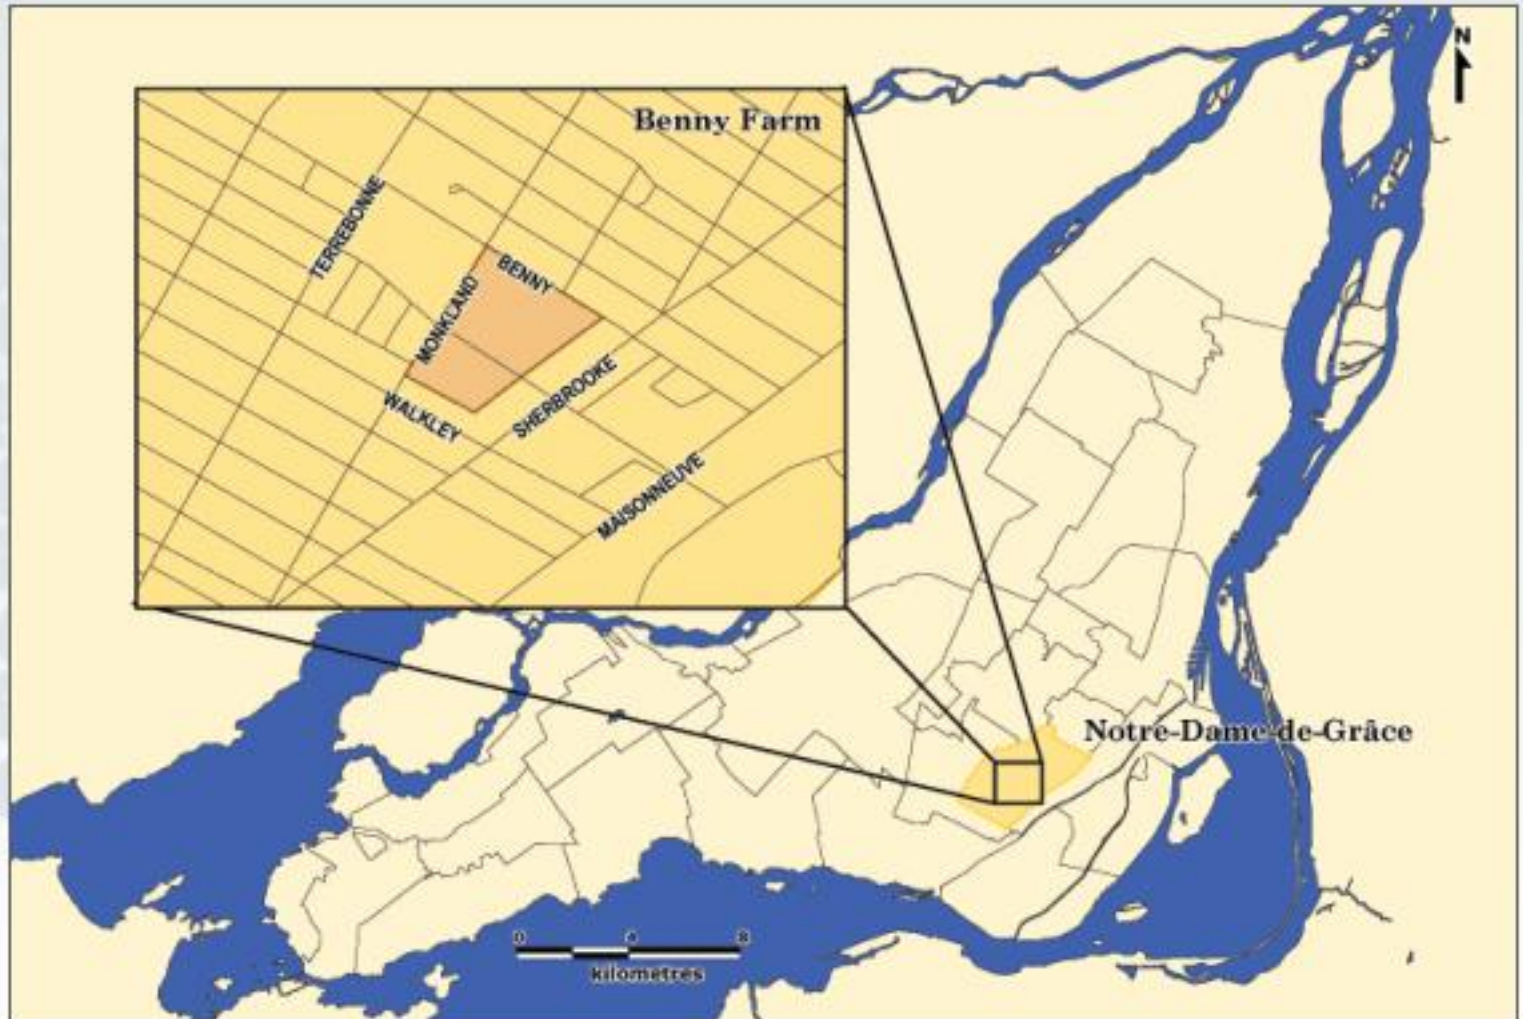 N
Benny Farm
TERREBONNE
BENNY
MONKLAND
WALKLEY
SHERBROOKE
MAISONNEUVE
Notre-Dame-de-Grâce
0 4 8
kilometres